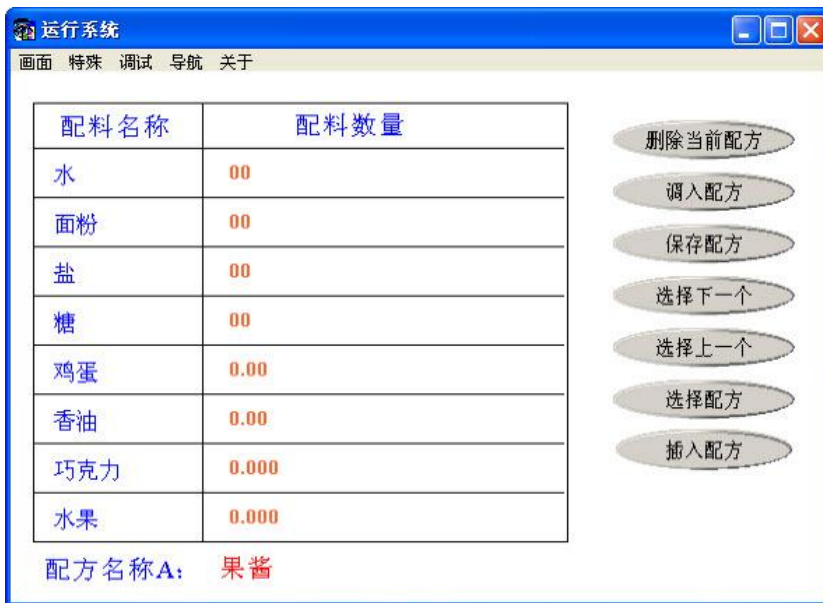 运行系统
画面 特殊 调试 导航 关于
配料名称 配料数量
水 00
面粉 00
盐 00
糖 00
鸡蛋 0.00
香油 0.00
巧克力 0.000
水果 0.000
配方名称A: 果酱
删除当前配方
调入配方
保存配方
选择下一个
选择上一个
选择配方
插入配方